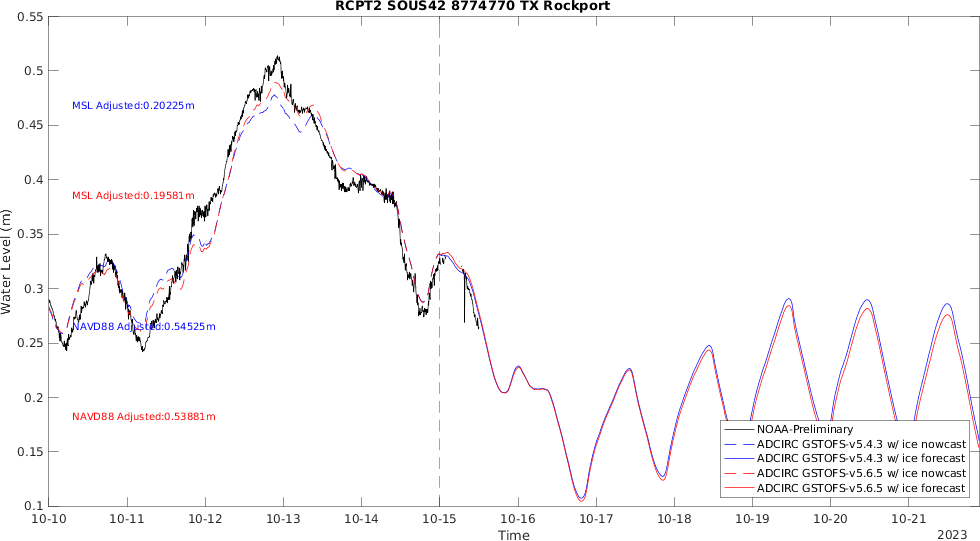 RCPT2 SOUS42 8774770 TX Rockport
0.55
0.5
0.45
0.4
0.35
0.3
0.25
0.2
0.15
0.1
Water Level (m)
MSL Adjusted:0.20225m
MSL Adjusted:0.19581m
NAVD88 Adjusted:0.54525m
NAVD88 Adjusted:0.53881m
NOAA-Preliminary
ADCIRC GSTOFS-v5.4.3 w/ ice nowcast
ADCIRC GSTOFS-v5.4.3 w/ ice forecast
ADCIRC GSTOFS-v5.6.5 w/ ice nowcast
ADCIRC GSTOFS-v5.6.5 w/ ice forecast
10-10 10-11 10-12 10-13 10-14 10-15 10-16 10-17 10-18 10-19 10-20 10-21
Time
2023